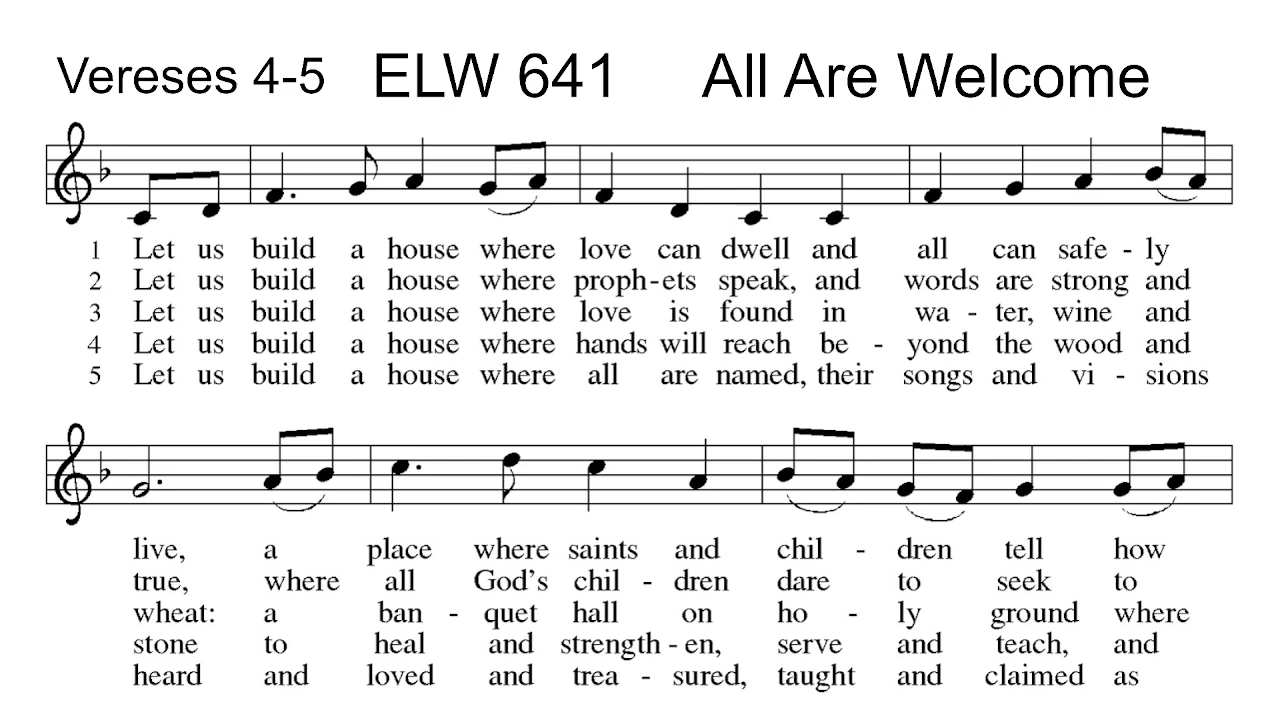 Vereses 4-5 ELW 641 All Are Welcome
1 Let us build a house where love can dwell and all can safe - ly
2 Let us build a house where proph - ets speak, and words are strong and
3 Let us build a house where love is found in wa - ter, wine and
4 Let us build a house where hands will reach be - yond the wood and
5 Let us build a house where all are named, their songs and vi - sions
live, a place where saints and chil - dren tell how
true, where all God's chil - dren dare to seek to
wheat: a ban - quet hall on ho - ly ground where
stone to heal and strength - en, serve and teach, and
heard and loved and trea - sured, taught and claimed as